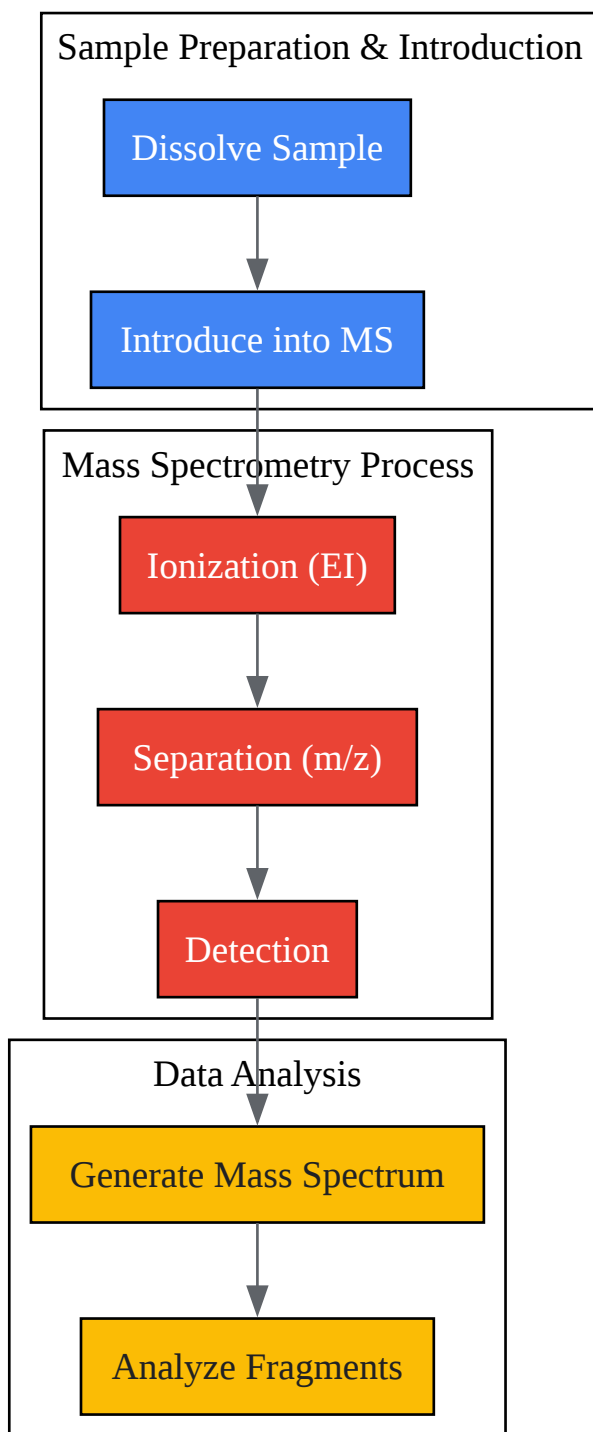 Sample Preparation & Introduction
Dissolve Sample
Introduce into MS
Mass Spectrometry Process
Ionization (EI)
Separation (m/z)
Detection
Data Analysis
Generate Mass Spectrum
Analyze Fragments